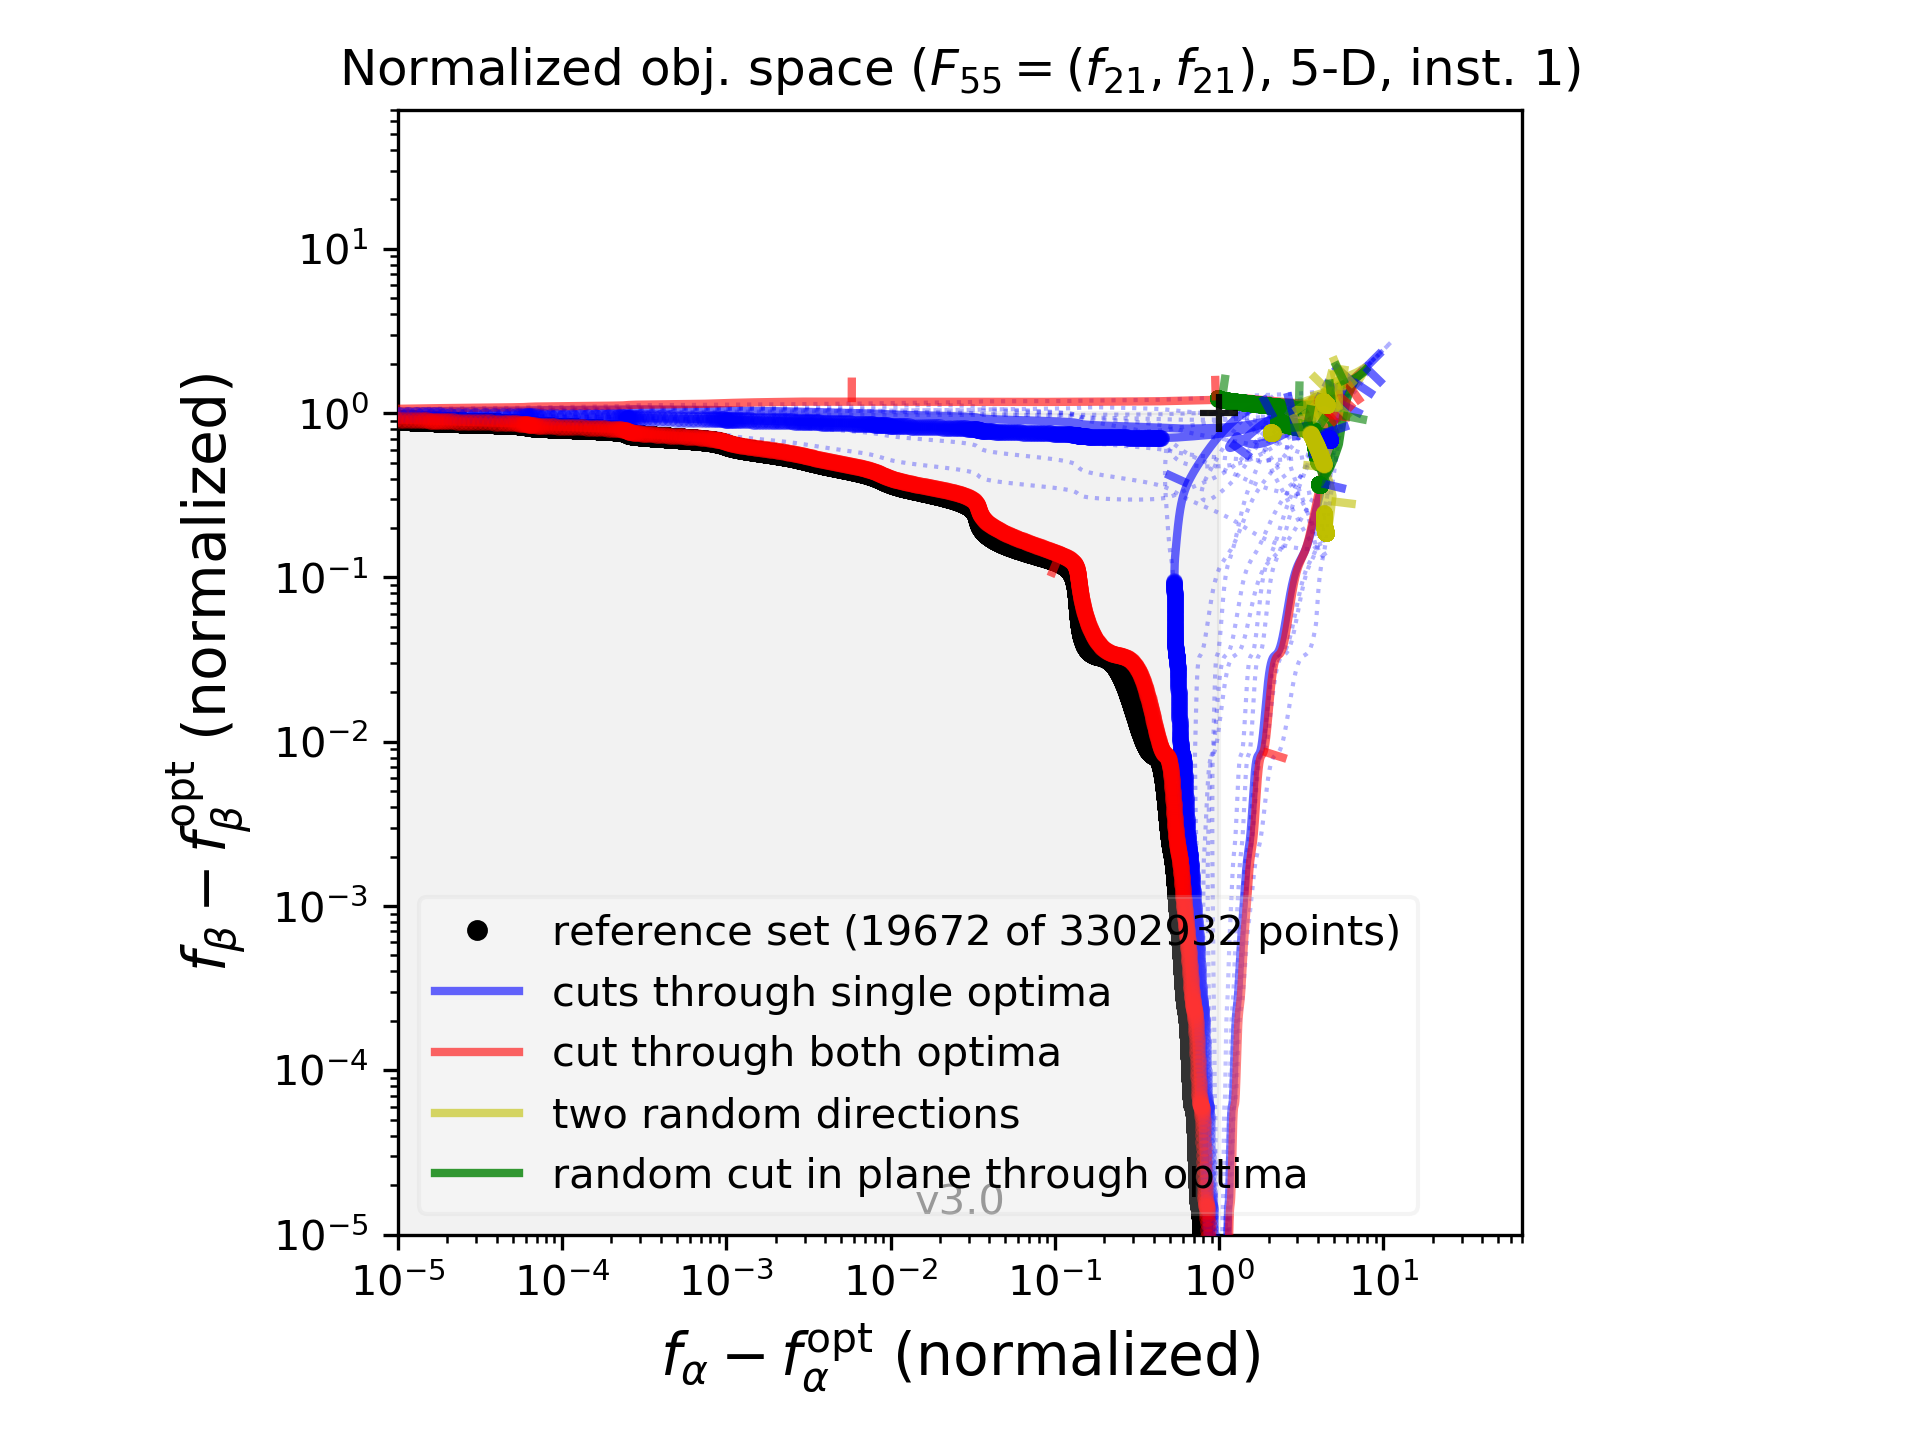 Normalized obj. space (F₅₅ = (f₂₁, f₂₁), 5-D, inst. 1)
10¹
10⁰
10⁻¹
10⁻²
10⁻³
10⁻⁴
10⁻⁵
f_β − f_β^opt (normalized)
reference set (19672 of 3302932 points)
cuts through single optima
cut through both optima
two random directions
random cut in plane through optima
v3.0
10⁻⁵ 10⁻⁴ 10⁻³ 10⁻² 10⁻¹ 10⁰ 10¹
f_α − f_α^opt (normalized)